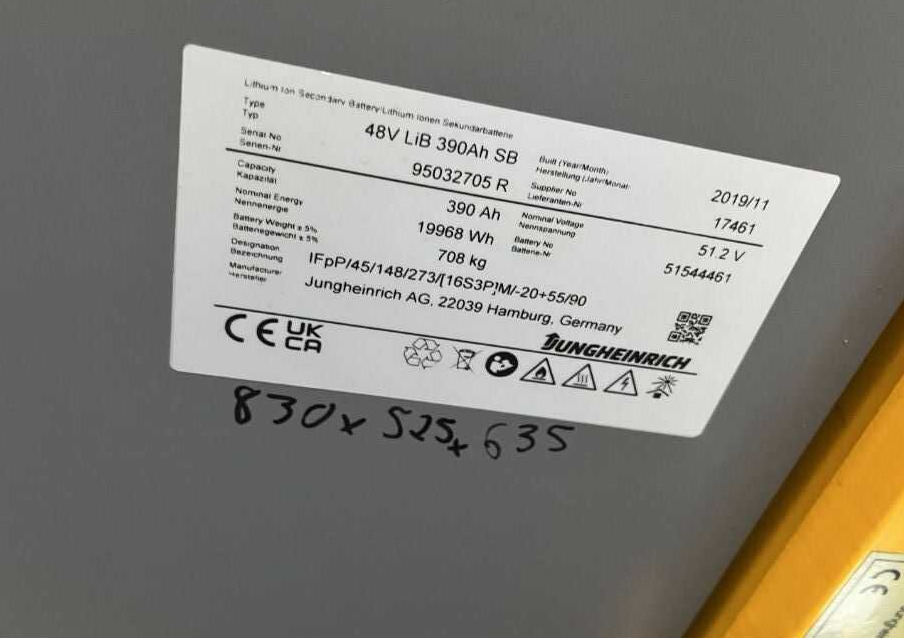 Lithium Ion Secondary Battery/Lithium Ionen Sekundärbatterie
Type
Typ
48V LiB 390Ah SB
Built (Year/Month)
Herstellung (Jahr/Monat)
2019/11
Serial No
Serien-Nr
95032705 R
Supplier No
Lieferanten-Nr
17461
Capacity
Kapazität
390 Ah
Nominal Voltage
Nennspannung
51.2 V
Nominal Energy
Nennenergie
19968 Wh
Battery No
Batterie-Nr
51544461
Battery Weight ± 5%
Batteriegewicht ± 5%
708 kg
Designation
Bezeichnung
IFpP/45/148/273/[16S3P]M/-20+55/90
Manufacturer
Hersteller
Jungheinrich AG, 22039 Hamburg, Germany
CE UK
CA
JUNGHEINRICH
830 x 525 x 635
CE